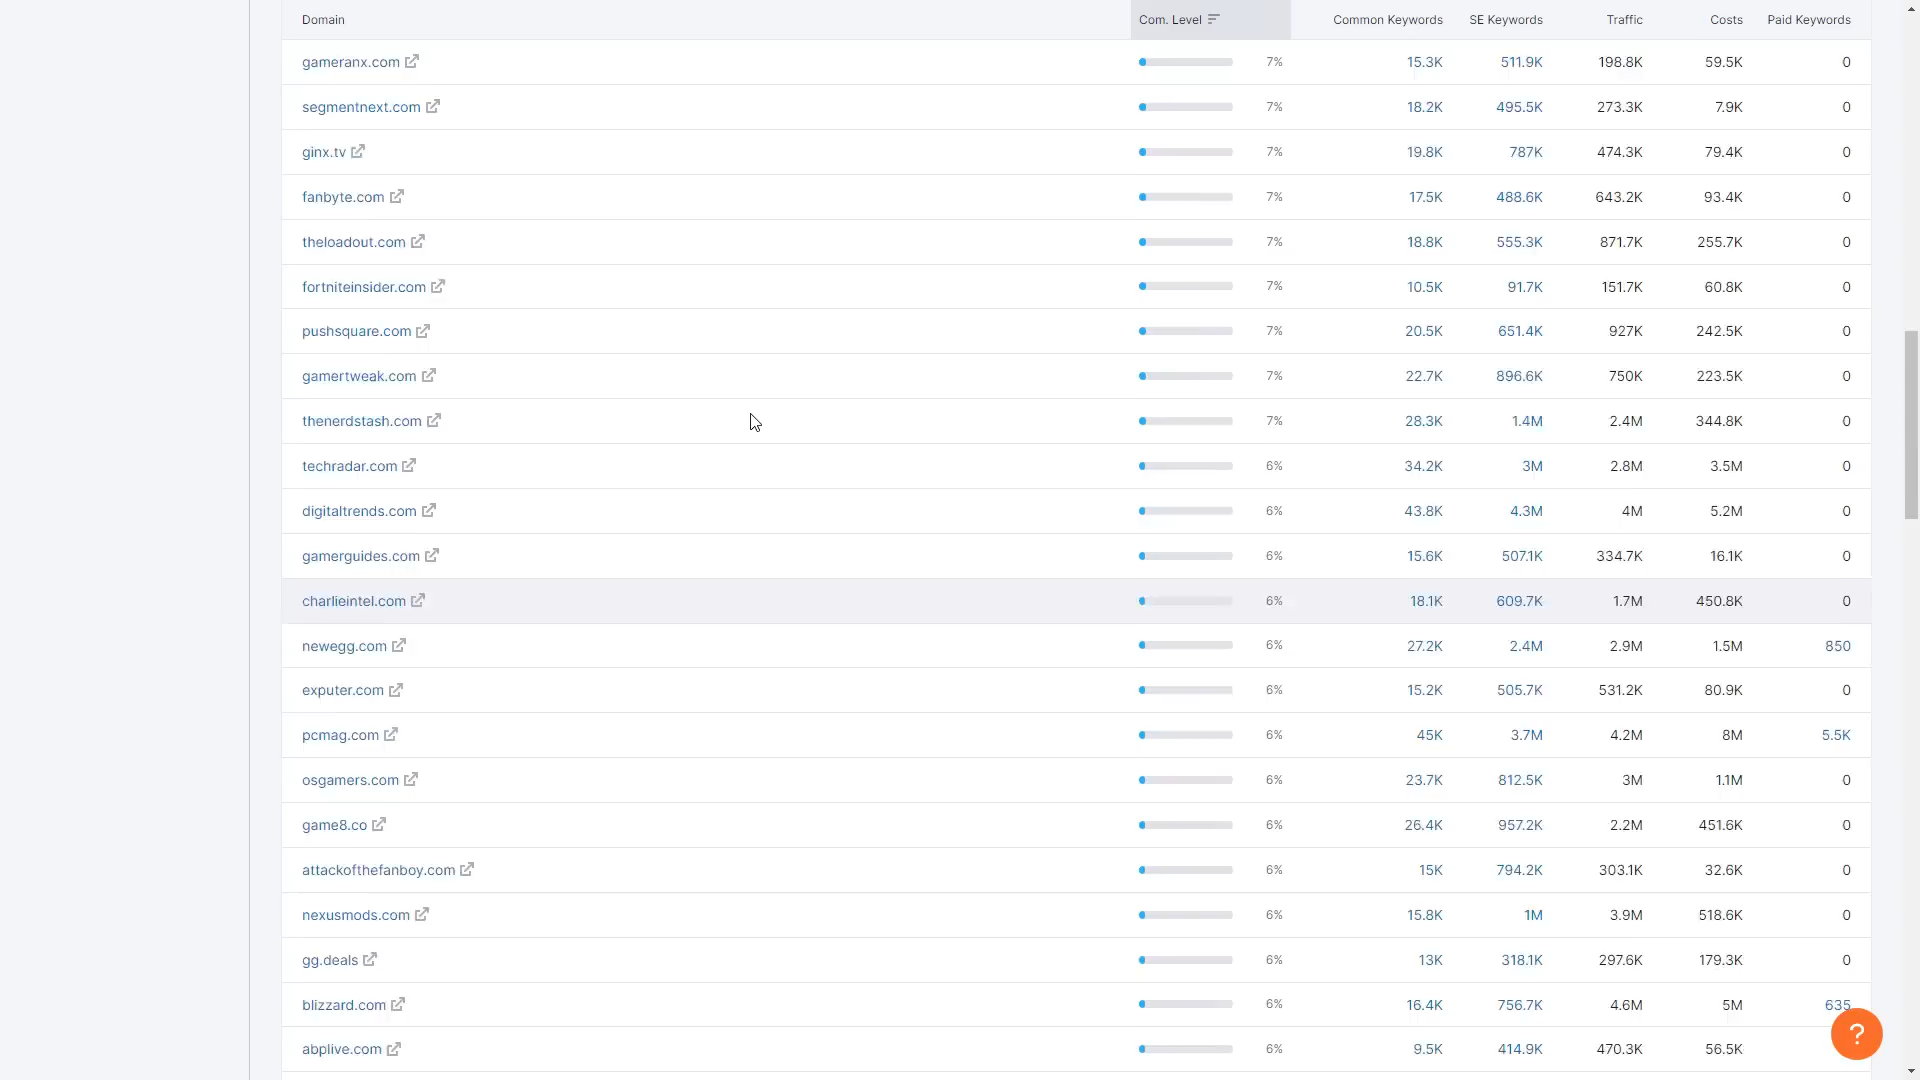 Domain Com. Level Common Keywords SE Keywords Traffic Costs Paid Keywords
gameranx.com 7% 15.3K 511.9K 198.8K 59.5K 0
segmentnext.com 7% 18.2K 495.5K 273.3K 7.9K 0
ginx.tv 7% 19.8K 787K 474.3K 79.4K 0
fanbyte.com 7% 17.5K 488.6K 643.2K 93.4K 0
theloadout.com 7% 18.8K 555.3K 871.7K 255.7K 0
fortniteinsider.com 7% 10.5K 91.7K 151.7K 60.8K 0
pushsquare.com 7% 20.5K 651.4K 927K 242.5K 0
gamertweak.com 7% 22.7K 896.6K 750K 223.5K 0
thenerdstash.com 7% 28.3K 1.4M 2.4M 344.8K 0
techradar.com 6% 34.2K 3M 2.8M 3.5M 0
digitaltrends.com 6% 43.8K 4.3M 4M 5.2M 0
gamerguides.com 6% 15.6K 507.1K 334.7K 16.1K 0
charlieintel.com 6% 18.1K 609.7K 1.7M 450.8K 0
newegg.com 6% 27.2K 2.4M 2.9M 1.5M 850
exputer.com 6% 15.2K 505.7K 531.2K 80.9K 0
pcmag.com 6% 45K 3.7M 4.2M 8M 5.5K
osgamers.com 6% 23.7K 812.5K 3M 1.1M 0
game8.co 6% 26.4K 957.2K 2.2M 451.6K 0
attackofthefanboy.com 6% 15K 794.2K 303.1K 32.6K 0
nexusmods.com 6% 15.8K 1M 3.9M 518.6K 0
gg.deals 6% 13K 318.1K 297.6K 179.3K 0
blizzard.com 6% 16.4K 756.7K 4.6M 5M 635
abplive.com 6% 9.5K 414.9K 470.3K 56.5K
?